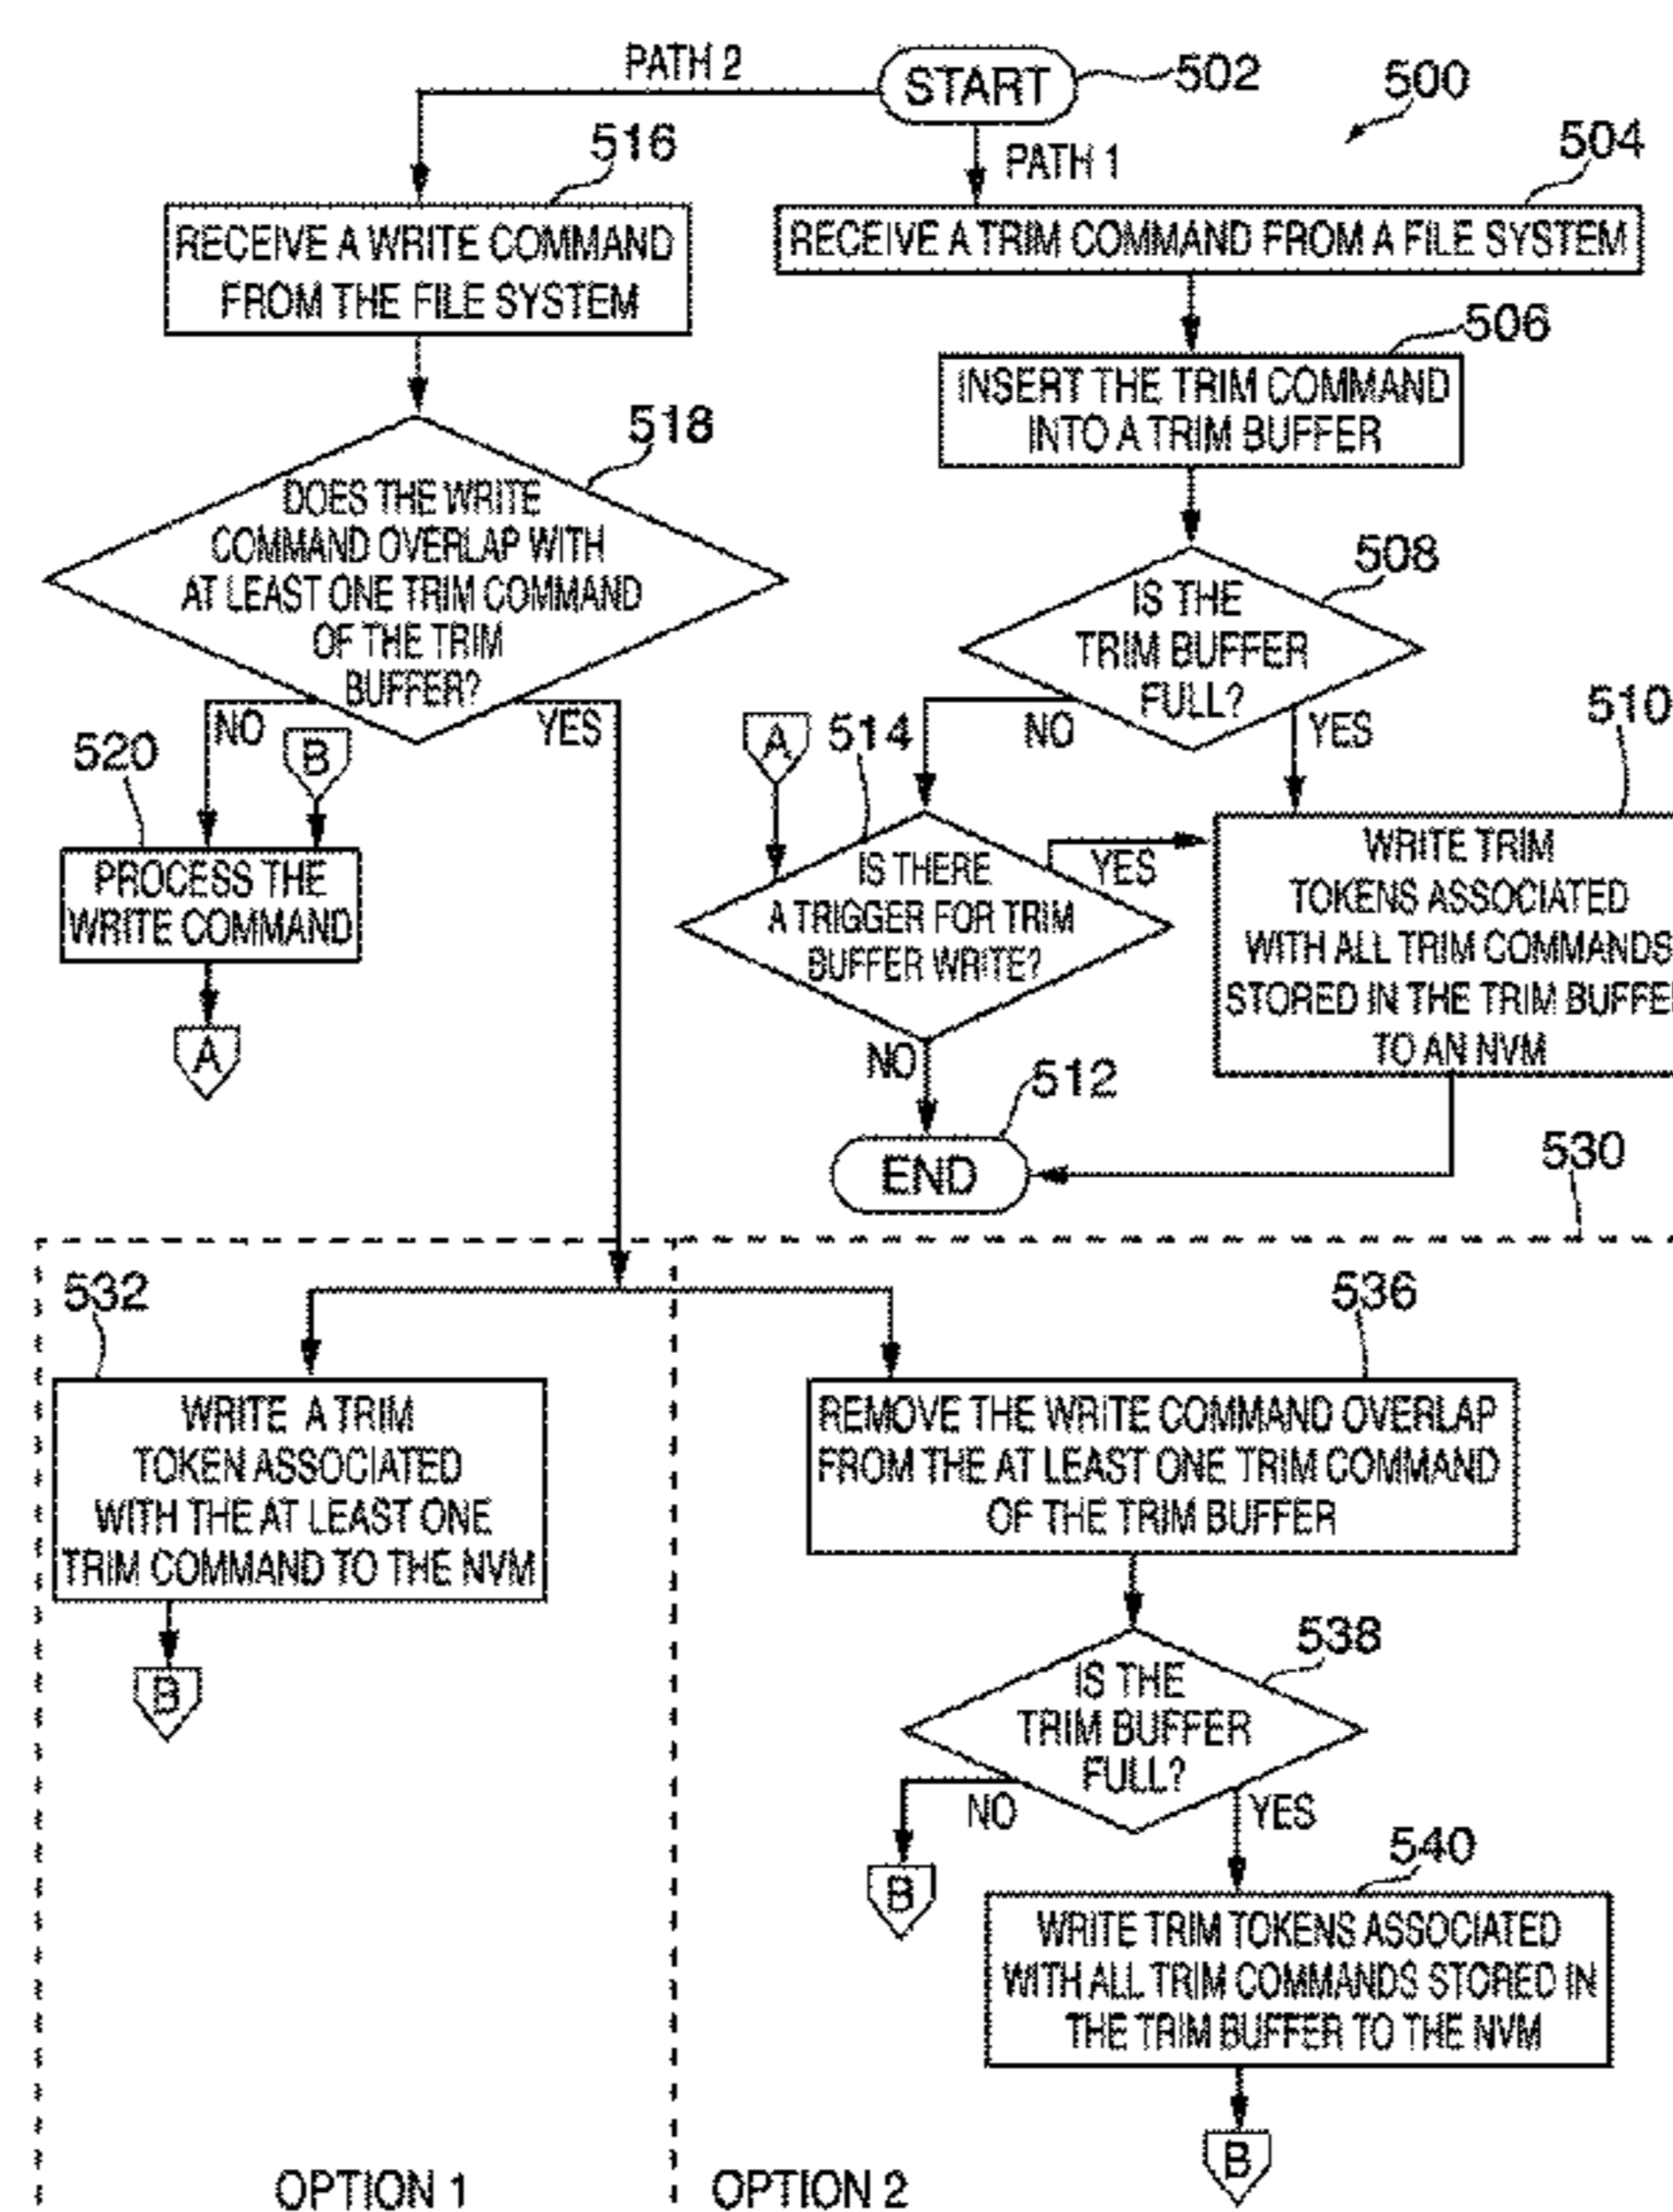 PATH 2
START
502
500
PATH 1
516
504
RECEIVE A WRITE COMMAND
FROM THE FILE SYSTEM
RECEIVE A TRIM COMMAND FROM A FILE SYSTEM
506
INSERT THE TRIM COMMAND
INTO A TRIM BUFFER
518
DOES THE WRITE
COMMAND OVERLAP WITH
AT LEAST ONE TRIM COMMAND
OF THE TRIM
BUFFER?
508
IS THE
TRIM BUFFER
FULL?
NO
YES
NO
YES
520
B
A
514
510
PROCESS THE
WRITE COMMAND
A
IS THERE
A TRIGGER FOR TRIM
BUFFER WRITE?
YES
NO
WRITE TRIM
TOKENS ASSOCIATED
WITH ALL TRIM COMMANDS
STORED IN THE TRIM BUFFE
TO AN NVM
512
END
530
532
536
WRITE A TRIM
TOKEN ASSOCIATED
WITH THE AT LEAST ONE
TRIM COMMAND TO THE NVM
B
REMOVE THE WRITE COMMAND OVERLAP
FROM THE AT LEAST ONE TRIM COMMAND
OF THE TRIM BUFFER
538
IS THE
TRIM BUFFER
FULL?
NO
YES
B
540
WRITE TRIM TOKENS ASSOCIATED
WITH ALL TRIM COMMANDS STORED IN
THE TRIM BUFFER TO THE NVM
B
OPTION 1
OPTION 2